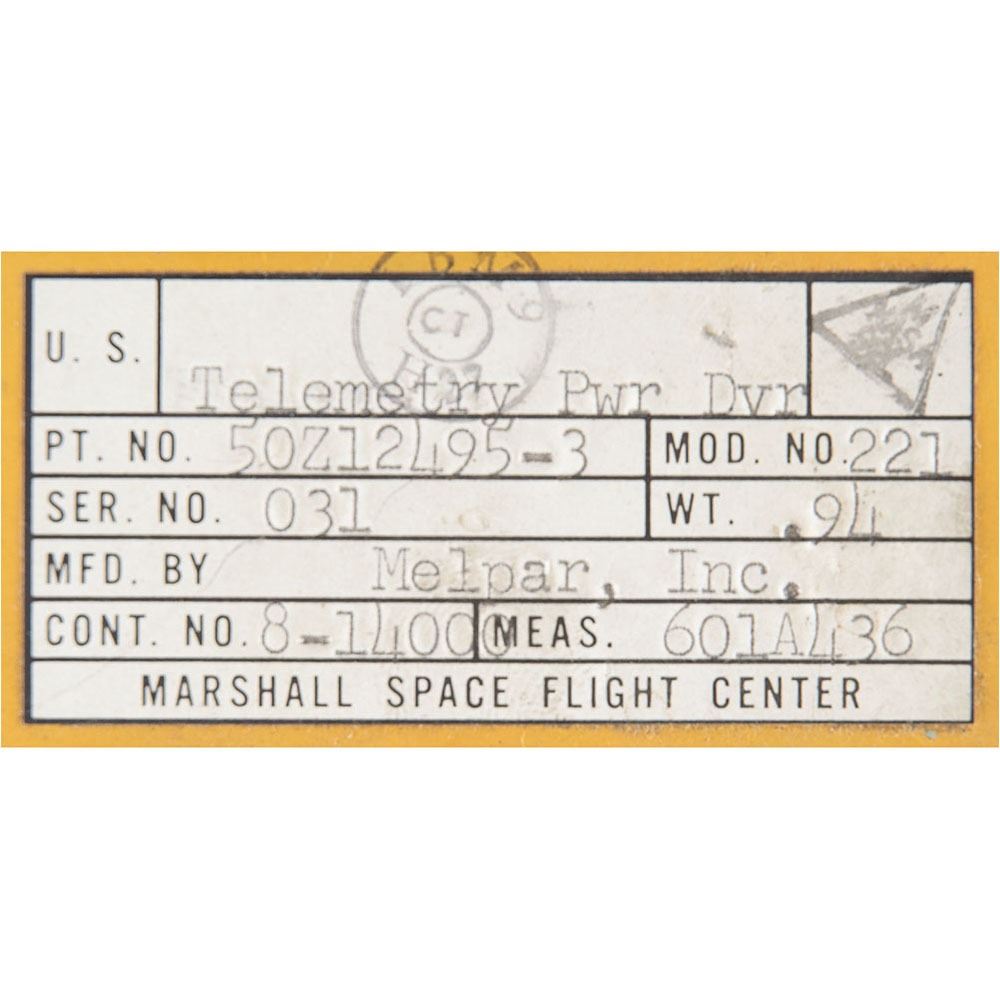 CT
U. S.
Telemetry Pwr Dvr
PT. NO. 50Z12495-3 MOD. NO. 221
SER. NO. 031 WT. .94
MFD. BY Melpar, Inc.
CONT. NO. 8-14000 MEAS. 601A436
MARSHALL SPACE FLIGHT CENTER